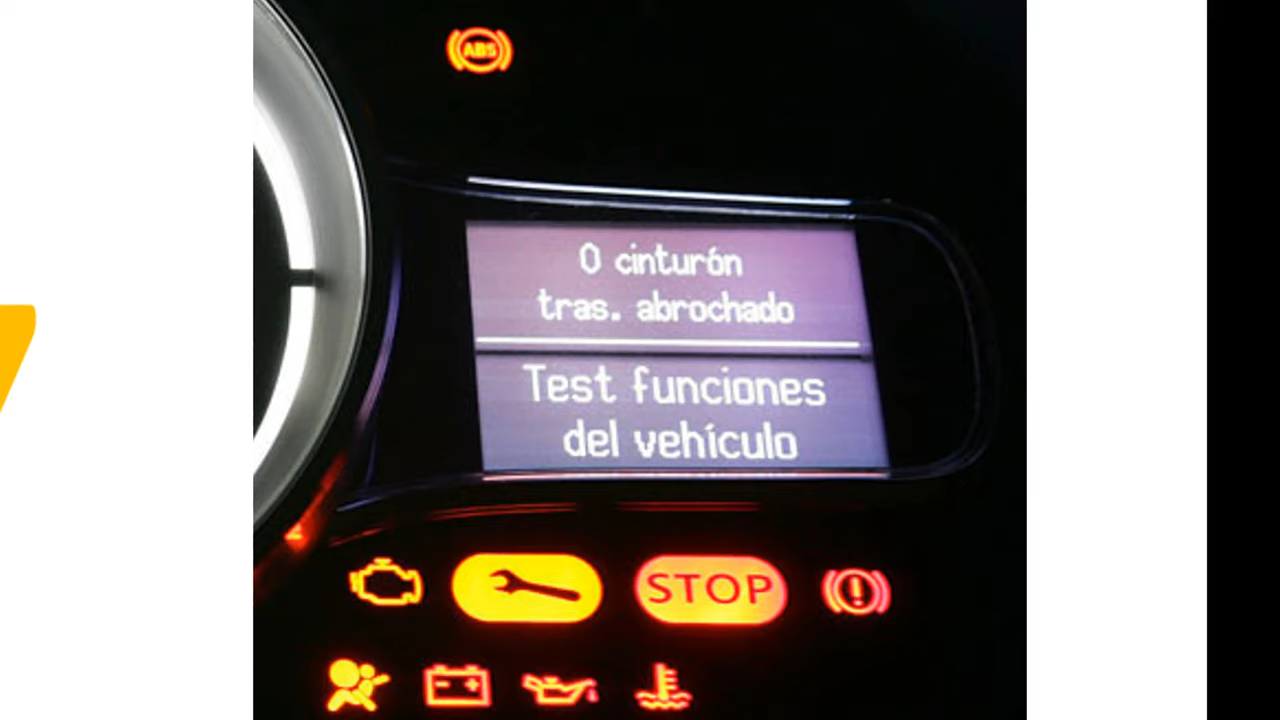 ABS
0 cinturón
tras. abrochado
Test funciones
del vehículo
STOP